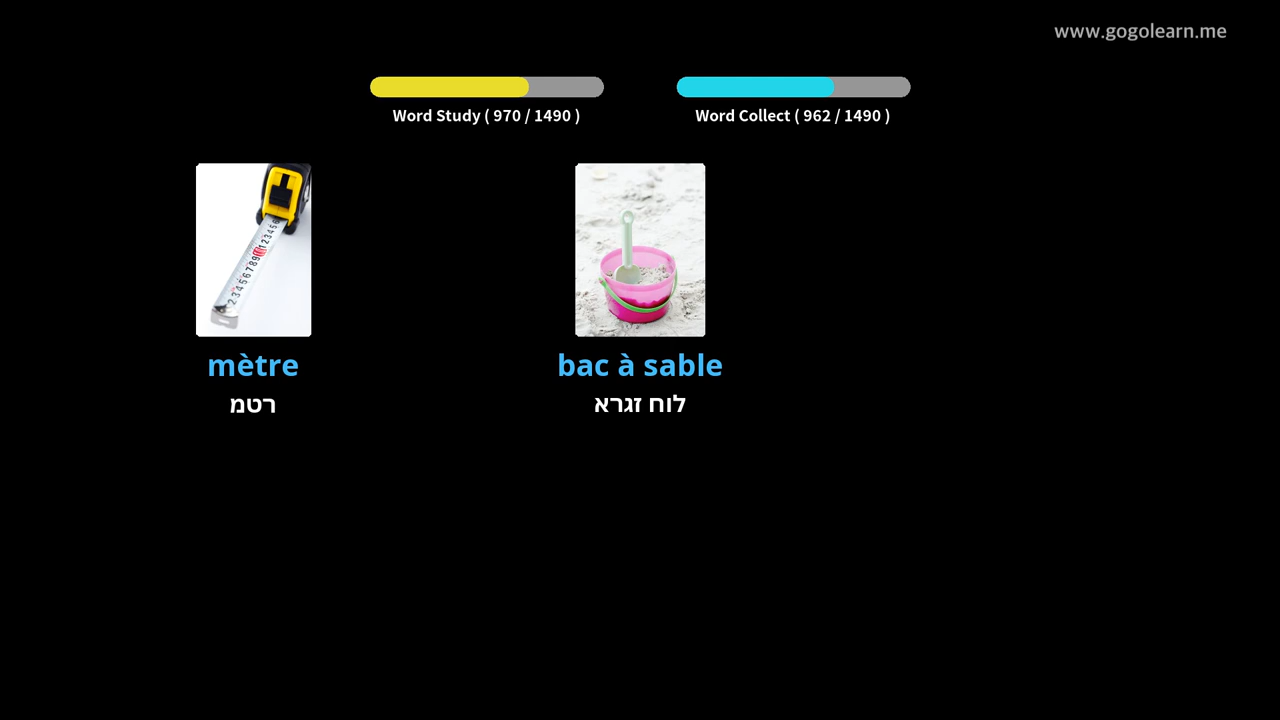 www.gogolearn.me
Word Study ( 970 / 1490 )
Word Collect ( 962 / 1490 )
mètre
רטמ
bac à sable
לוח זגרא